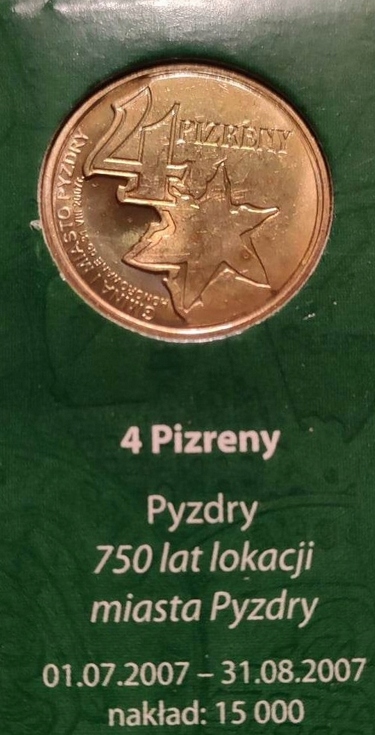 4
PIZRENY
GMINA I MIASTO PYZDRY
4 Pizreny
Pyzdry
750 lat lokacji
miasta Pyzdry
01.07.2007 – 31.08.2007
nakład: 15 000